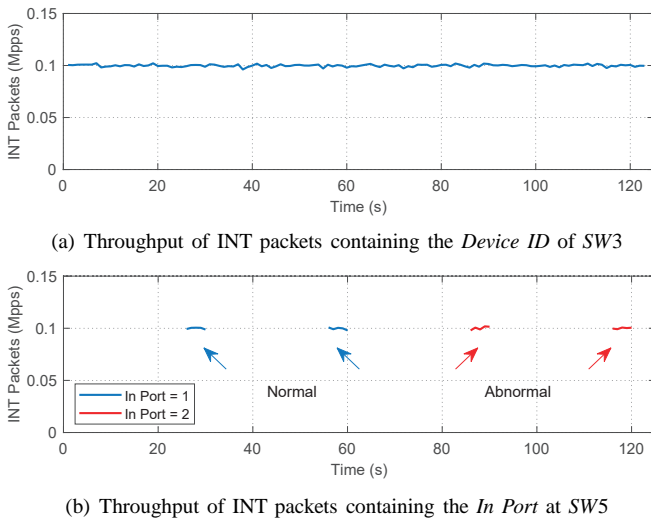 0.15
0.1
0.05
0
INT Packets (Mpps)
0 20 40 60 80 100 120
Time (s)
(a) Throughput of INT packets containing the Device ID of SW3
0.15
0.1
0.05
0
INT Packets (Mpps)
In Port = 1
In Port = 2
Normal
Abnormal
0 20 40 60 80 100 120
Time (s)
(b) Throughput of INT packets containing the In Port at SW5